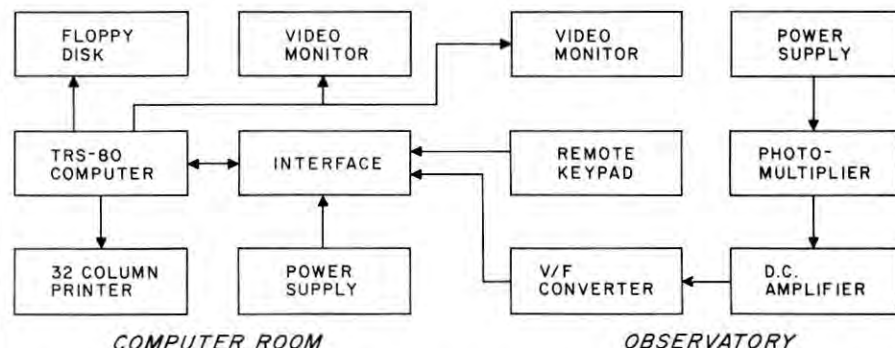 FLOPPY
DISK
VIDEO
MONITOR
VIDEO
MONITOR
POWER
SUPPLY
TRS-80
COMPUTER
INTERFACE
REMOTE
KEYPAD
PHOTO-
MULTIPLIER
32 COLUMN
PRINTER
POWER
SUPPLY
V/F
CONVERTER
D.C.
AMPLIFIER
COMPUTER ROOM
OBSERVATORY